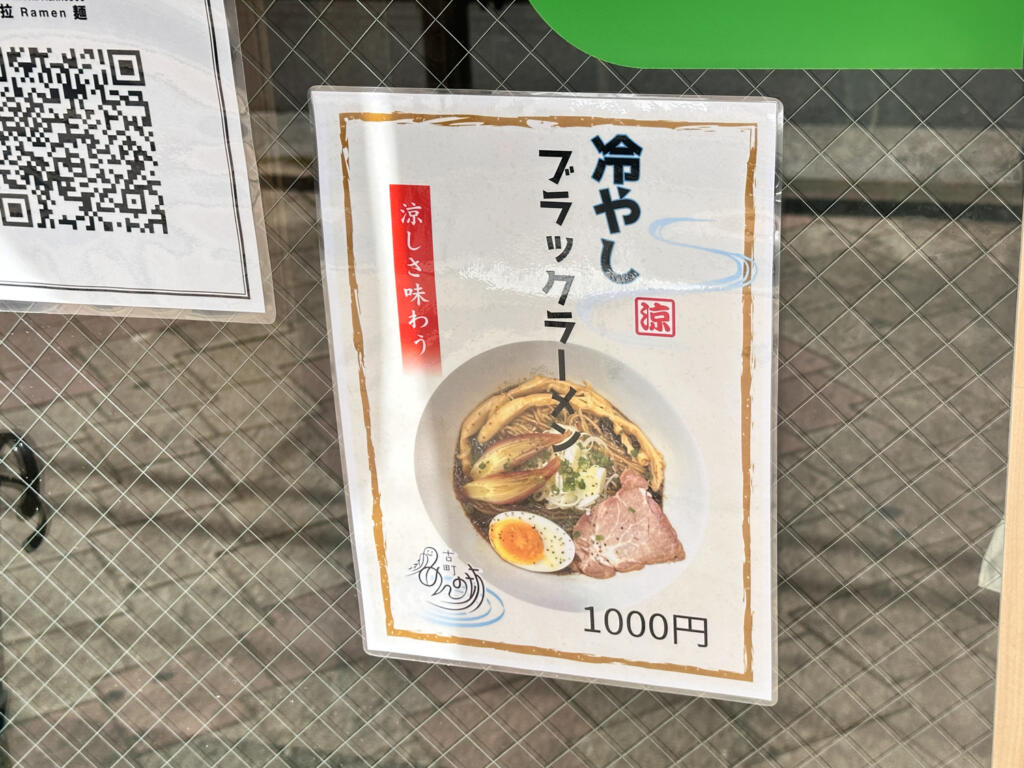 拉 Ramen 麺
冷やし
ブラックラーメン
涼
涼しさ味わう
古町
1000円